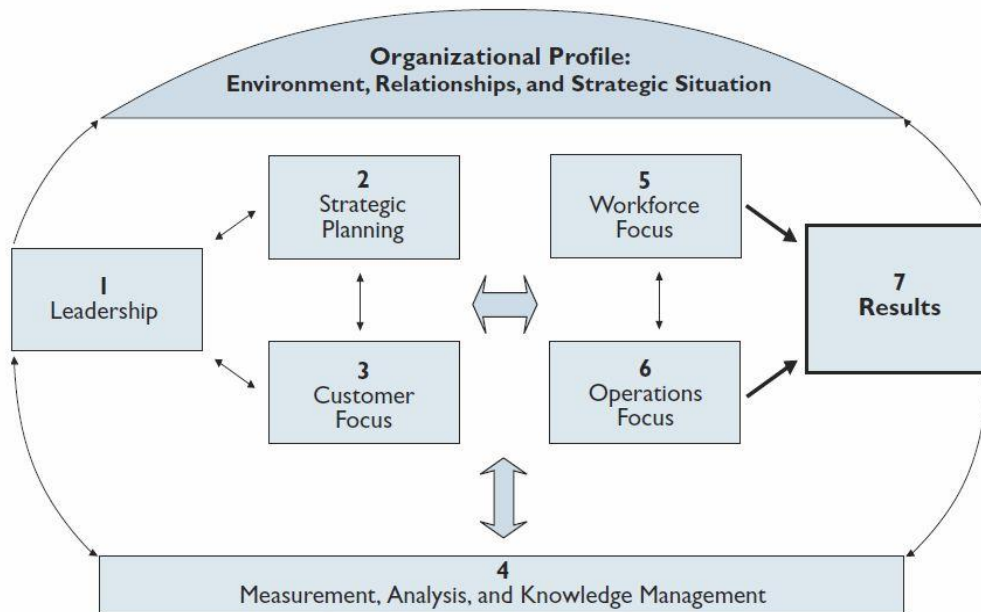 Organizational Profile:
Environment, Relationships, and Strategic Situation
2
Strategic
Planning
5
Workforce
Focus
1
Leadership
7
Results
3
Customer
Focus
6
Operations
Focus
4
Measurement, Analysis, and Knowledge Management